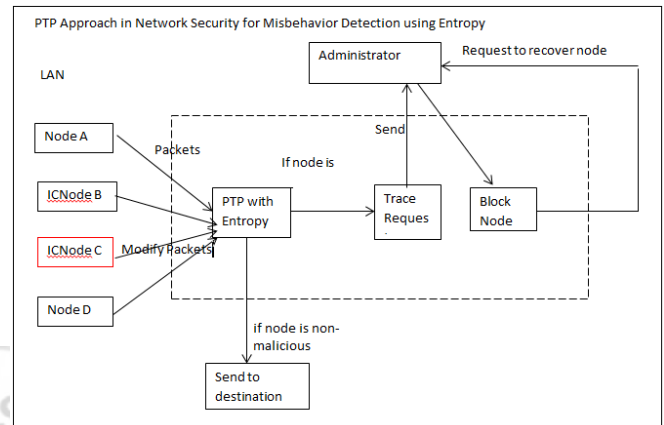 PTP Approach in Network Security for Misbehavior Detection using Entropy
Administrator
Request to recover node
LAN
Node A
Packets
Send
If node is
ICNode B
PTP with
Entropy
Trace
Reques
Block
Node
ICNode C
Modify Packets
Node D
if node is non-
malicious
Send to
destination